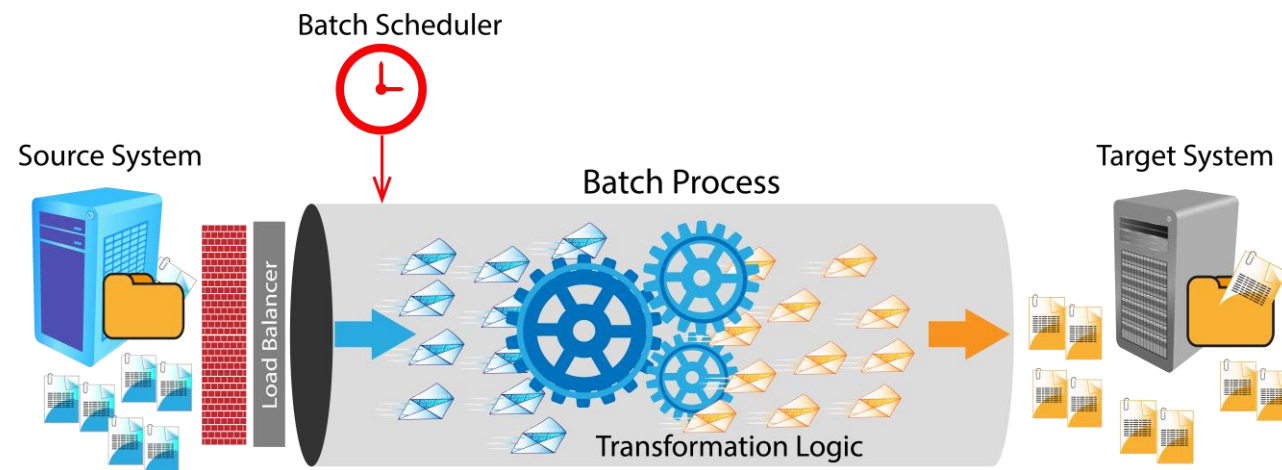 Batch Scheduler
Source System
Target System
Batch Process
Load Balancer
Transformation Logic